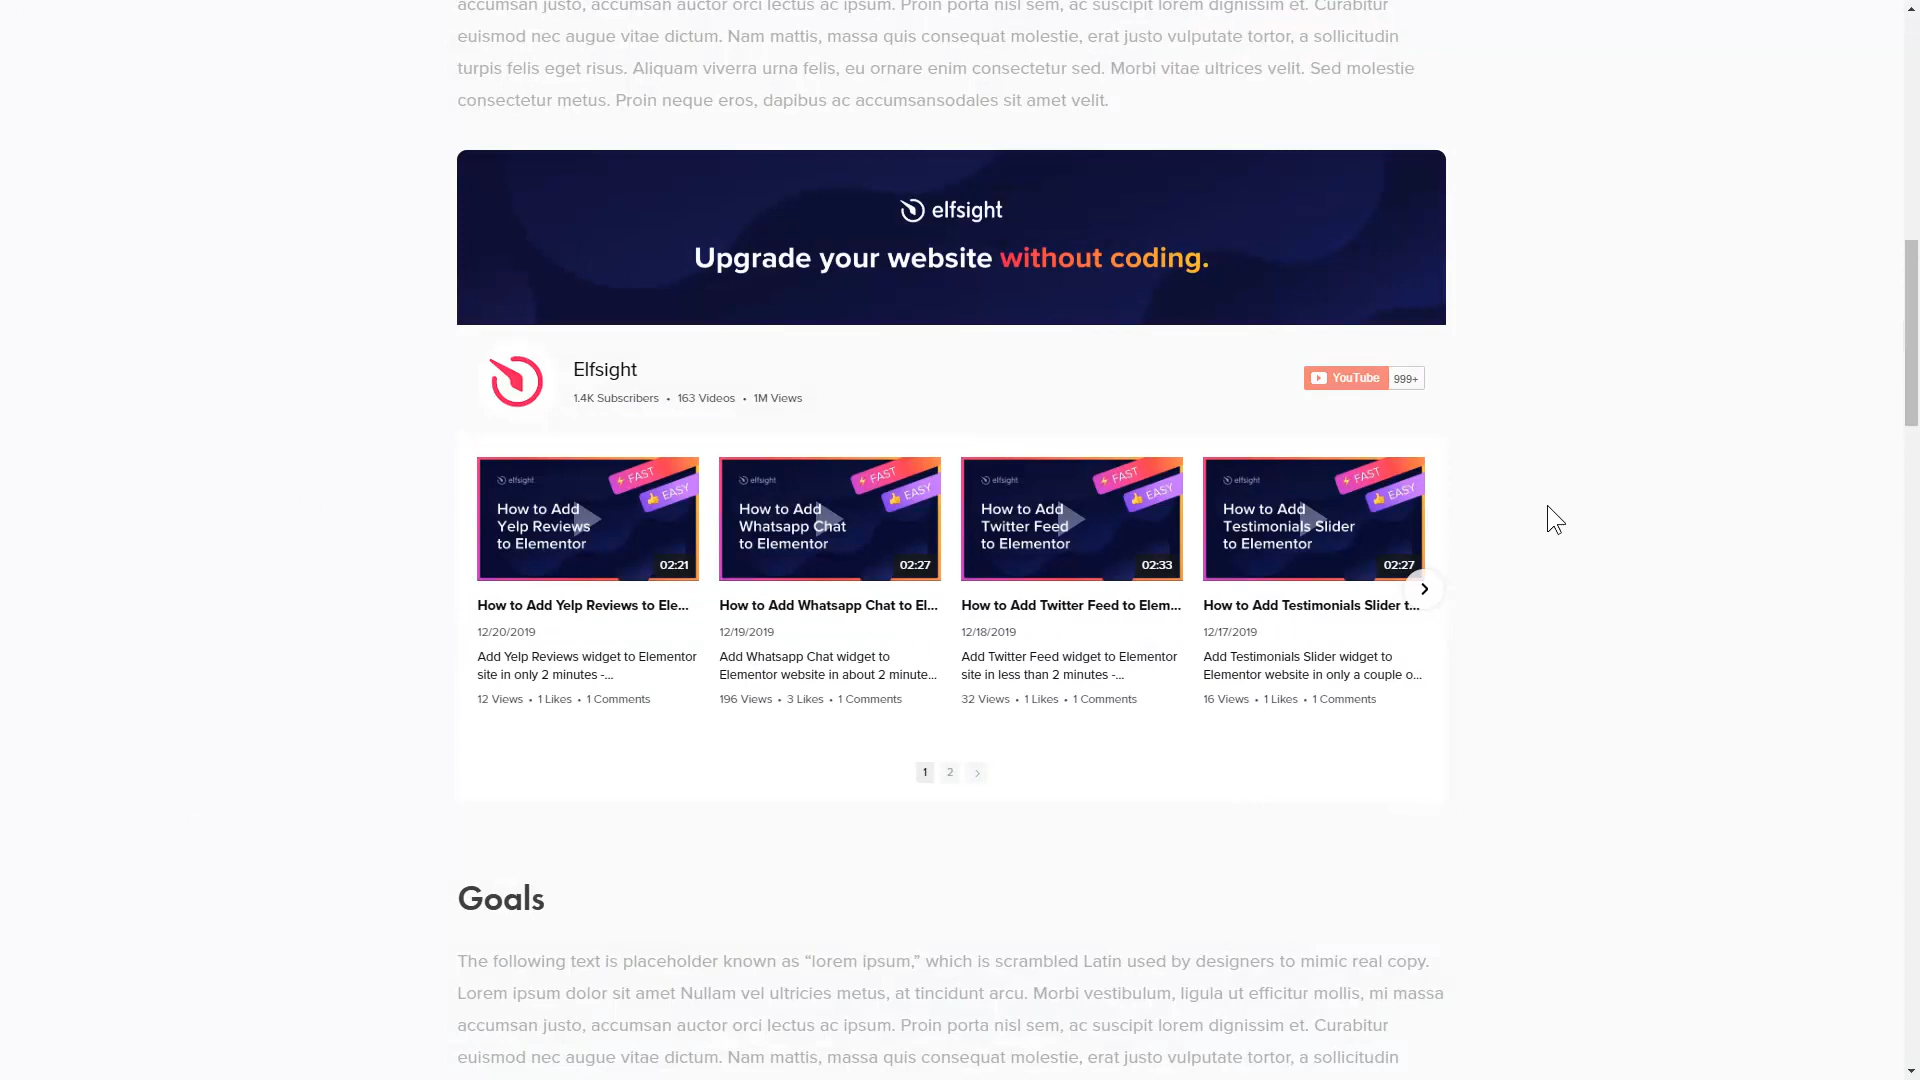 accumsan justo, accumsan auctor orci lectus ac ipsum. Proin porta nisl sem, ac suscipit lorem dignissim et. Curabitur
euismod nec augue vitae dictum. Nam mattis, massa quis consequat molestie, erat justo vulputate tortor, a sollicitudin
turpis felis eget risus. Aliquam viverra urna felis, eu ornare enim consectetur sed. Morbi vitae ultrices velit. Sed molestie
consectetur metus. Proin neque eros, dapibus ac accumsansodales sit amet velit.
elfsight
Upgrade your website without coding.
Elfsight
1.4K Subscribers • 163 Videos • 1M Views
YouTube 999+
elfsight
FAST
EASY
How to Add
Yelp Reviews
to Elementor
02:21
How to Add Yelp Reviews to Ele...
12/20/2019
Add Yelp Reviews widget to Elementor
site in only 2 minutes -...
12 Views • 1 Likes • 1 Comments
elfsight
FAST
EASY
How to Add
Whatsapp Chat
to Elementor
02:27
How to Add Whatsapp Chat to El...
12/19/2019
Add Whatsapp Chat widget to
Elementor website in about 2 minute...
196 Views • 3 Likes • 1 Comments
elfsight
FAST
EASY
How to Add
Twitter Feed
to Elementor
02:33
How to Add Twitter Feed to Elem...
12/18/2019
Add Twitter Feed widget to Elementor
site in less than 2 minutes -...
32 Views • 1 Likes • 1 Comments
elfsight
FAST
EASY
How to Add
Testimonials Slider
to Elementor
02:27
How to Add Testimonials Slider t...
12/17/2019
Add Testimonials Slider widget to
Elementor website in only a couple o...
16 Views • 1 Likes • 1 Comments
1 2
Goals
The following text is placeholder known as “lorem ipsum,” which is scrambled Latin used by designers to mimic real copy.
Lorem ipsum dolor sit amet Nullam vel ultricies metus, at tincidunt arcu. Morbi vestibulum, ligula ut efficitur mollis, mi massa
accumsan justo, accumsan auctor orci lectus ac ipsum. Proin porta nisl sem, ac suscipit lorem dignissim et. Curabitur
euismod nec augue vitae dictum. Nam mattis, massa quis consequat molestie, erat justo vulputate tortor, a sollicitudin